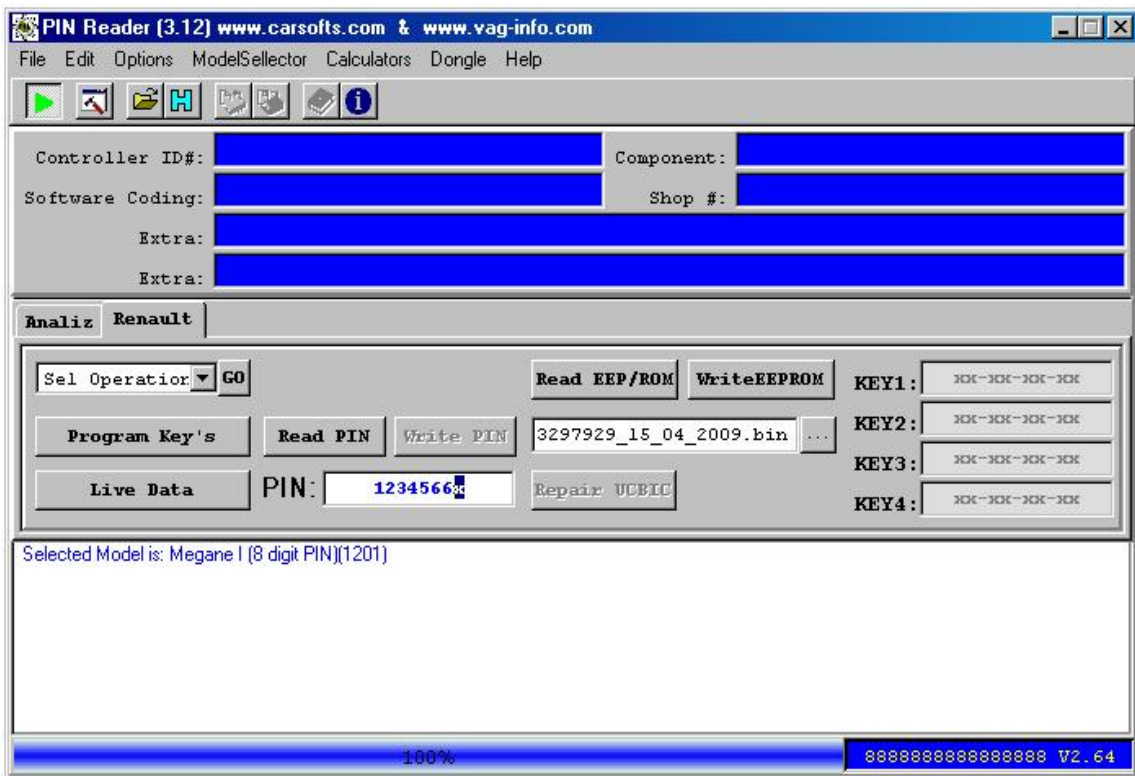 PIN Reader (3.12) www.carsofts.com & www.vag-info.com
File Edit Options ModelSellector Calculators Dongle Help
Controller ID#: Component:
Software Coding: Shop #:
Extra:
Extra:
Analiz Renault
Sel Operation GO Read EEP/ROM WriteEEPROM KEY1: XX-XX-XX-XX
Program Key's Read PIN Write PIN 3297929_15_04_2009.bin ... KEY2: XX-XX-XX-XX
KEY3: XX-XX-XX-XX
Live Data PIN: 1234566x Repair UCBIC KEY4: XX-XX-XX-XX
Selected Model is: Megane I (8 digit PIN)(1201)
100% 8888888888888888 V2.64